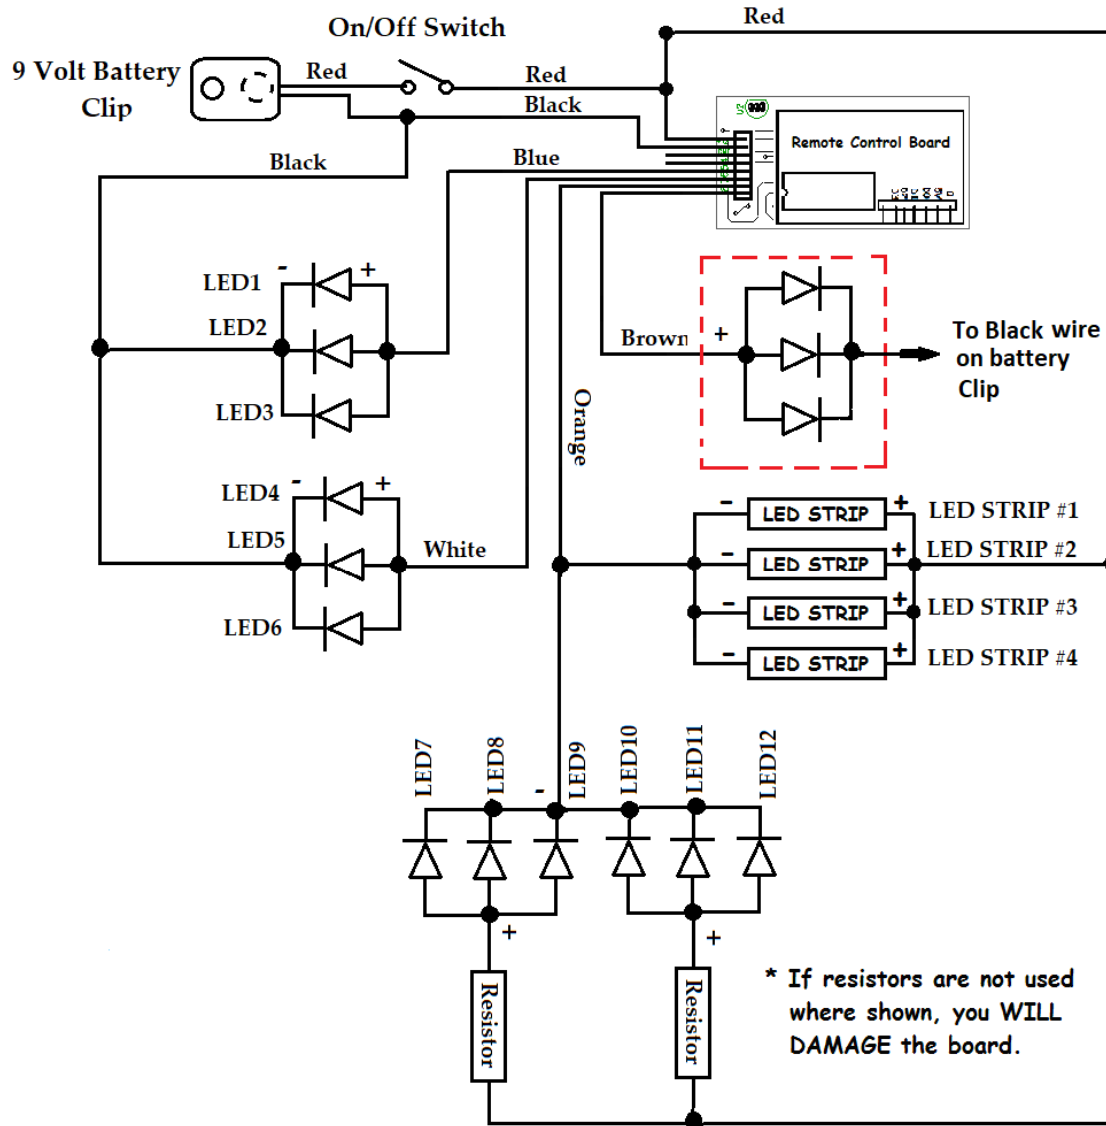 Red
On/Off Switch
9 Volt Battery
Clip
Red
Red
Black
Remote Control Board
Black
Blue
LED1
-
+
LED2
LED3
Brown
+
To Black wire
on battery
Clip
Orange
LED4
-
+
LED5
White
LED6
- LED STRIP + LED STRIP #1
- LED STRIP + LED STRIP #2
- LED STRIP + LED STRIP #3
- LED STRIP + LED STRIP #4
LED7
LED8
LED9
LED10
LED11
LED12
-
+
+
Resistor
Resistor
* If resistors are not used
where shown, you WILL
DAMAGE the board.